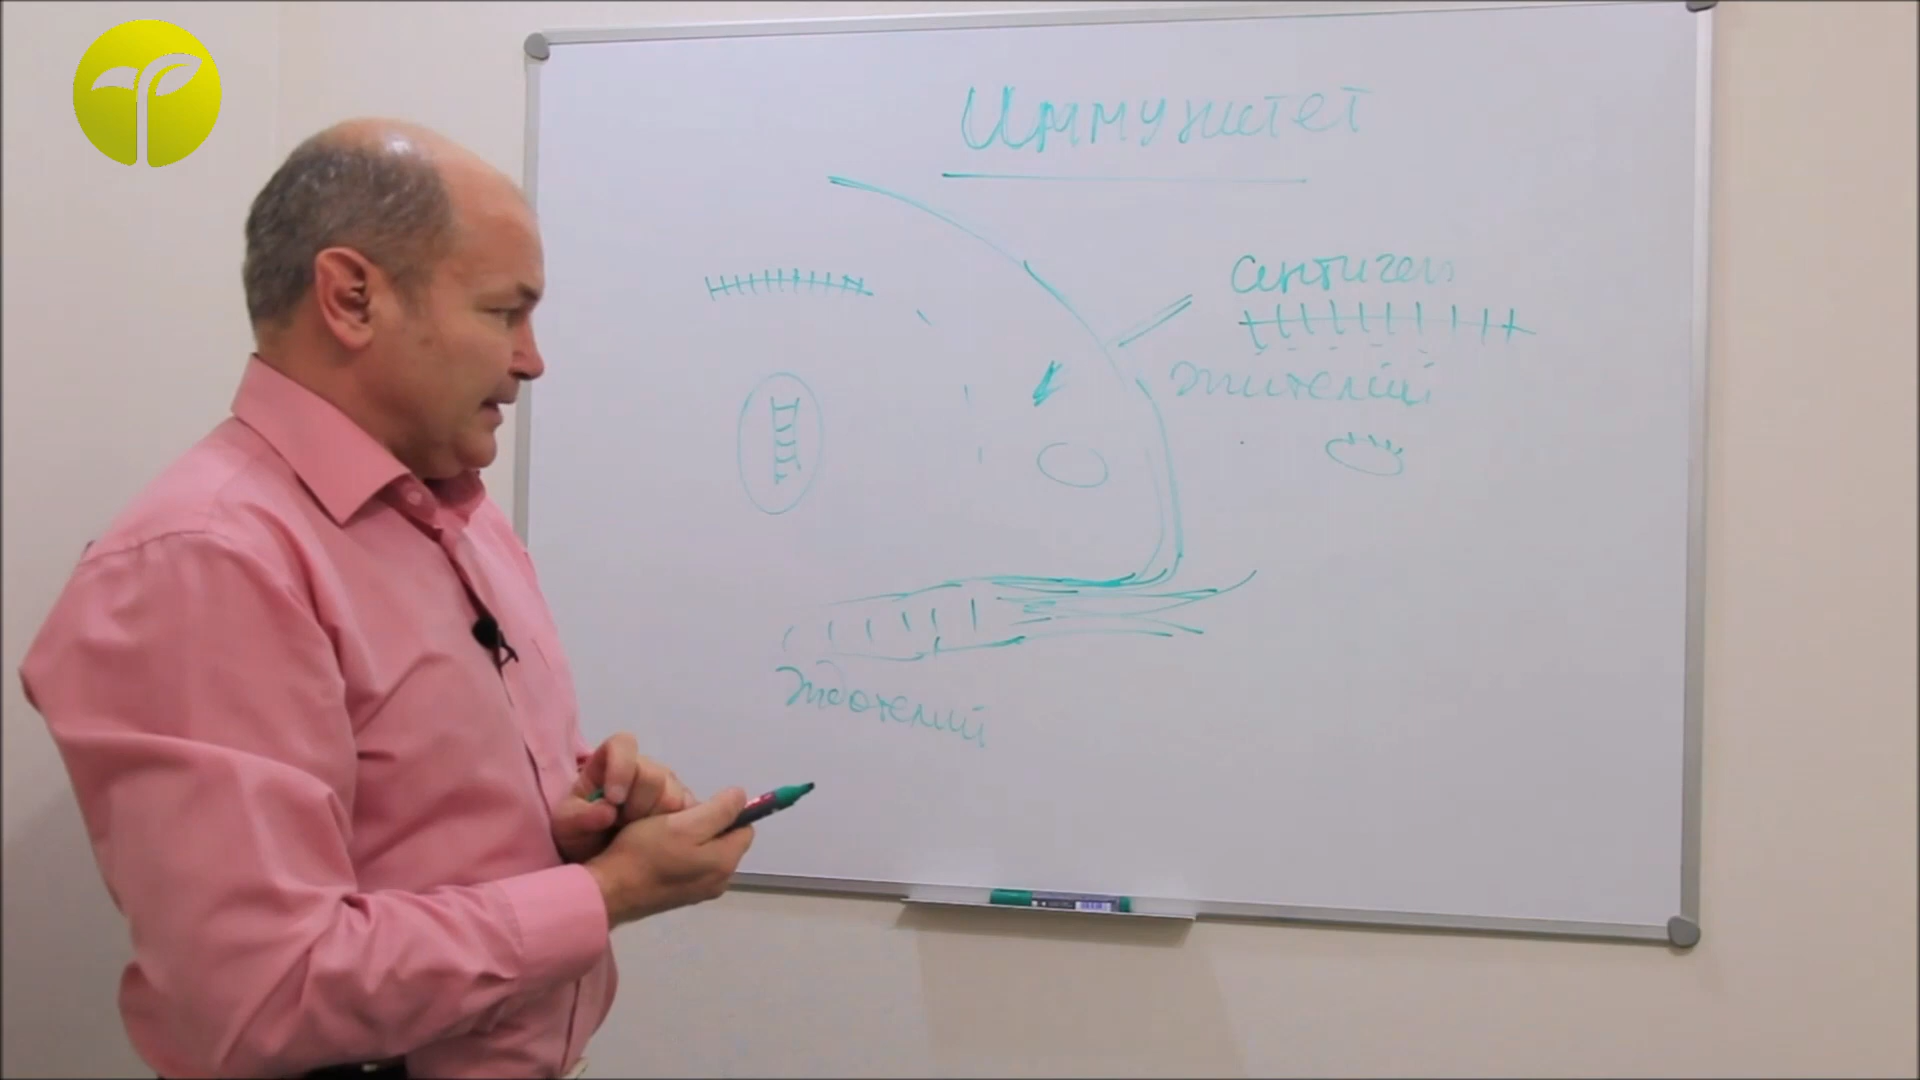 Иммунитет
антиген
Эпителий
Эндотелий